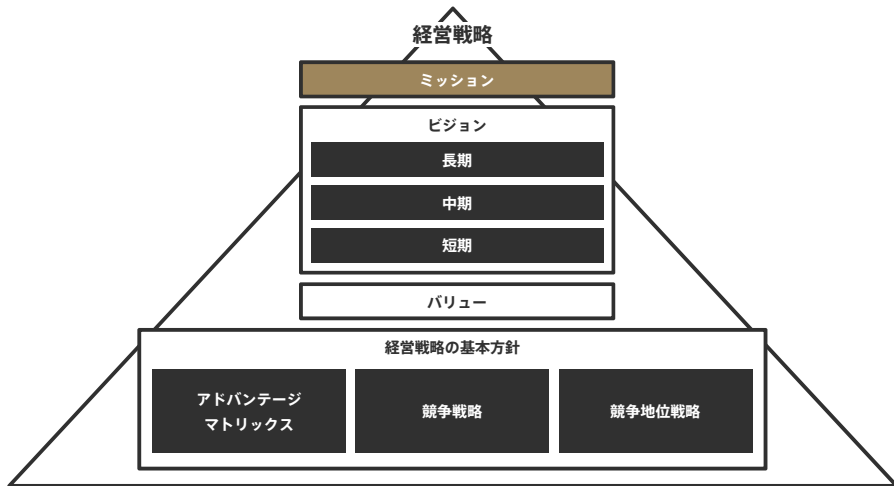 経営戦略
ミッション
ビジョン
長期
中期
短期
バリュー
経営戦略の基本方針
アドバンテージ
マトリックス
競争戦略
競争地位戦略